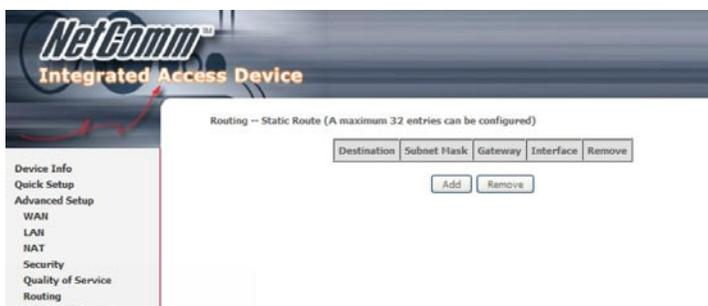 NetComm™
Integrated Access Device
Routing -- Static Route (A maximum 32 entries can be configured)
Destination Subnet Mask Gateway Interface Remove
Add Remove
Device Info
Quick Setup
Advanced Setup
WAN
LAN
NAT
Security
Quality of Service
Routing